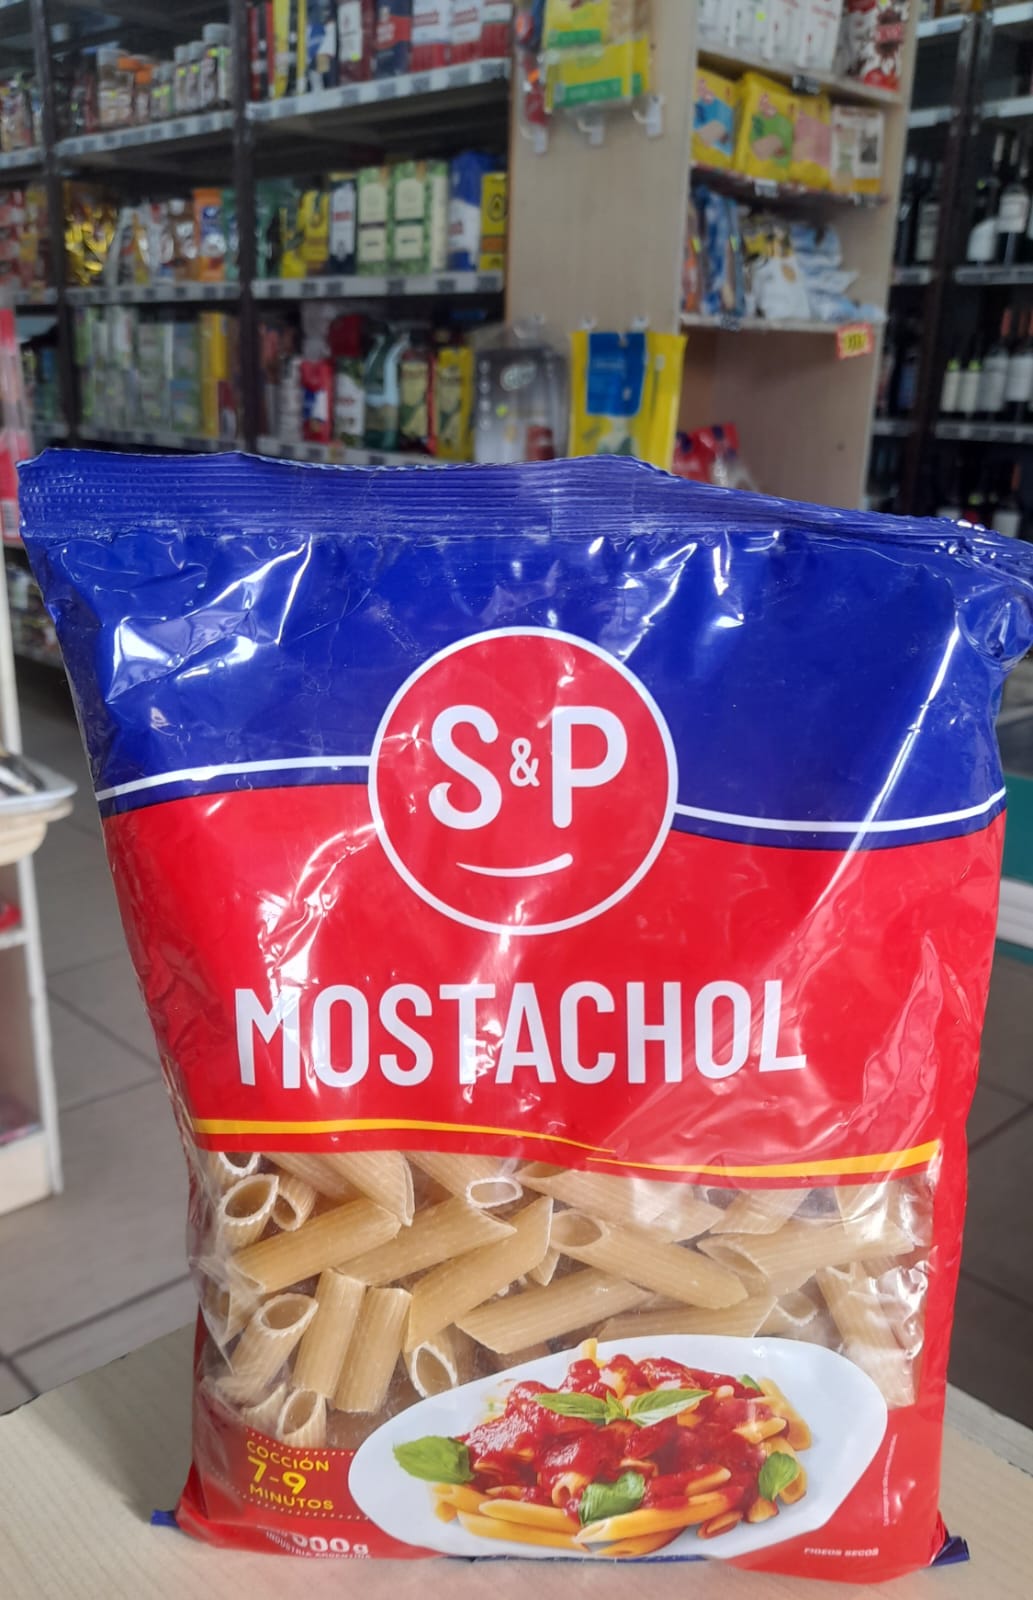 S&P
MOSTACHOL
COCCIÓN
7-9
MINUTOS
INDUSTRIA ARGENTINA
FIDEOS SECOS